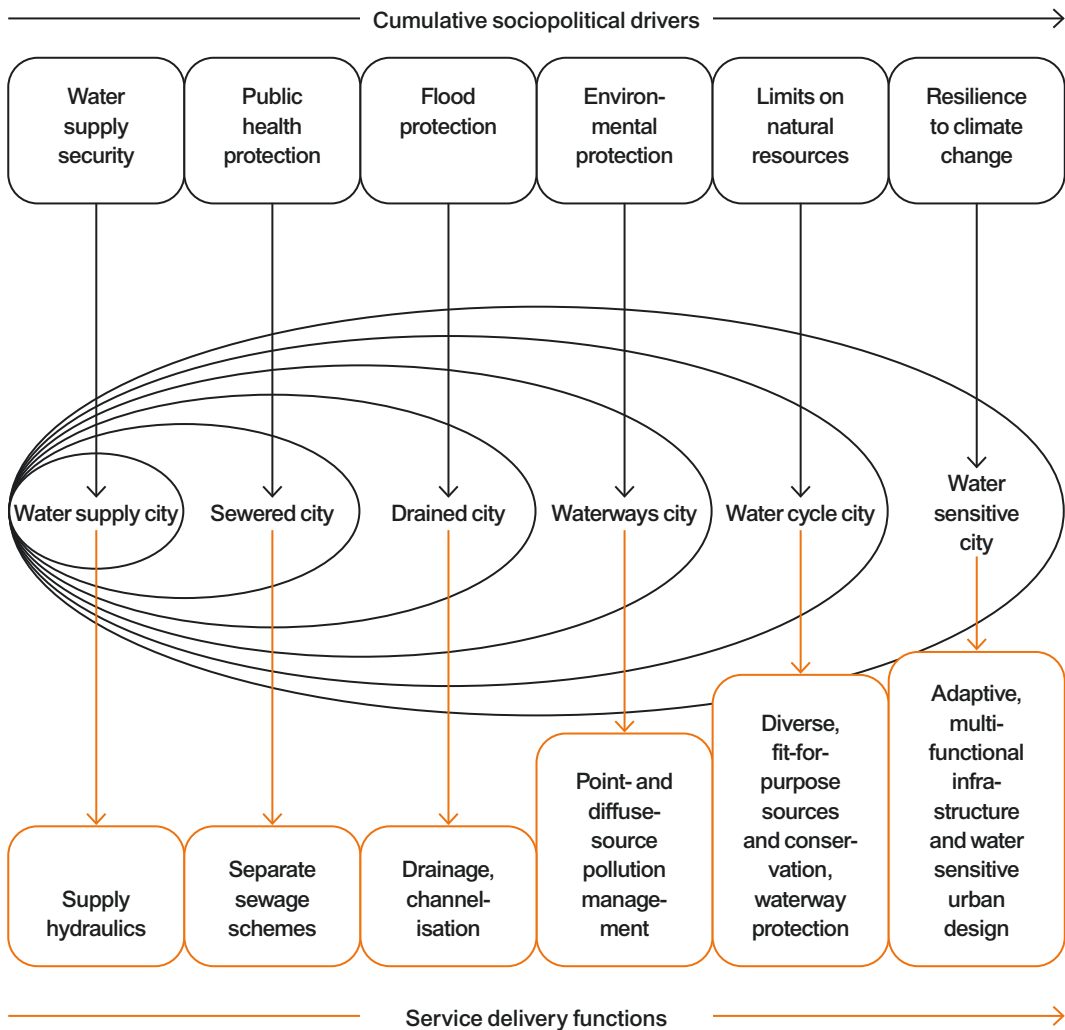 Cumulative sociopolitical drivers
Water
supply
security
Public
health
protection
Flood
protection
Environ-
mental
protection
Limits on
natural
resources
Resilience
to climate
change
Water supply city
Sewered city
Drained city
Waterways city
Water cycle city
Water
sensitive
city
Supply
hydraulics
Separate
sewage
schemes
Drainage,
channel-
isation
Point- and
diffuse-
source
pollution
manage-
ment
Diverse,
fit-for-
purpose
sources
and conser-
vation,
waterway
protection
Adaptive,
multi-
functional
infra-
structure
and water
sensitive
urban
design
Service delivery functions